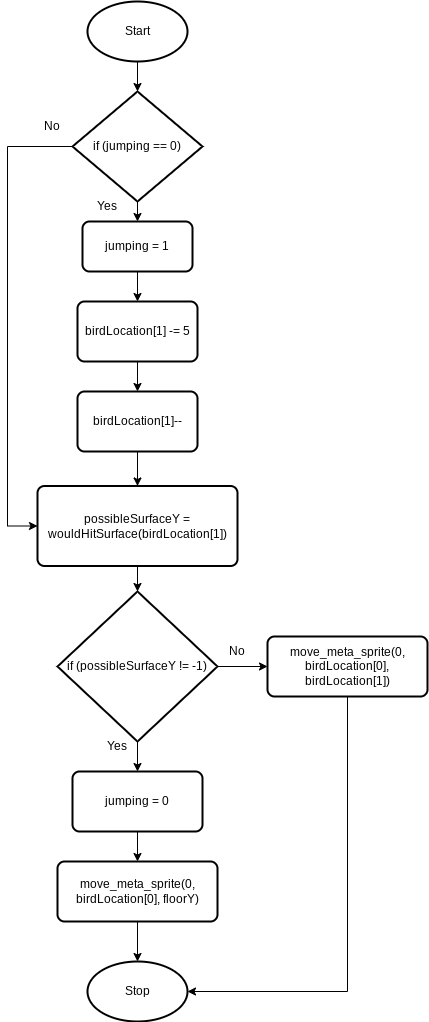 Start
No
if (jumping == 0)
Yes
jumping = 1
birdLocation[1] -= 5
birdLocation[1]--
possibleSurfaceY =
wouldHitSurface(birdLocation[1])
if (possibleSurfaceY != -1)
No
move_meta_sprite(0,
birdLocation[0],
birdLocation[1])
Yes
jumping = 0
move_meta_sprite(0,
birdLocation[0], floorY)
Stop